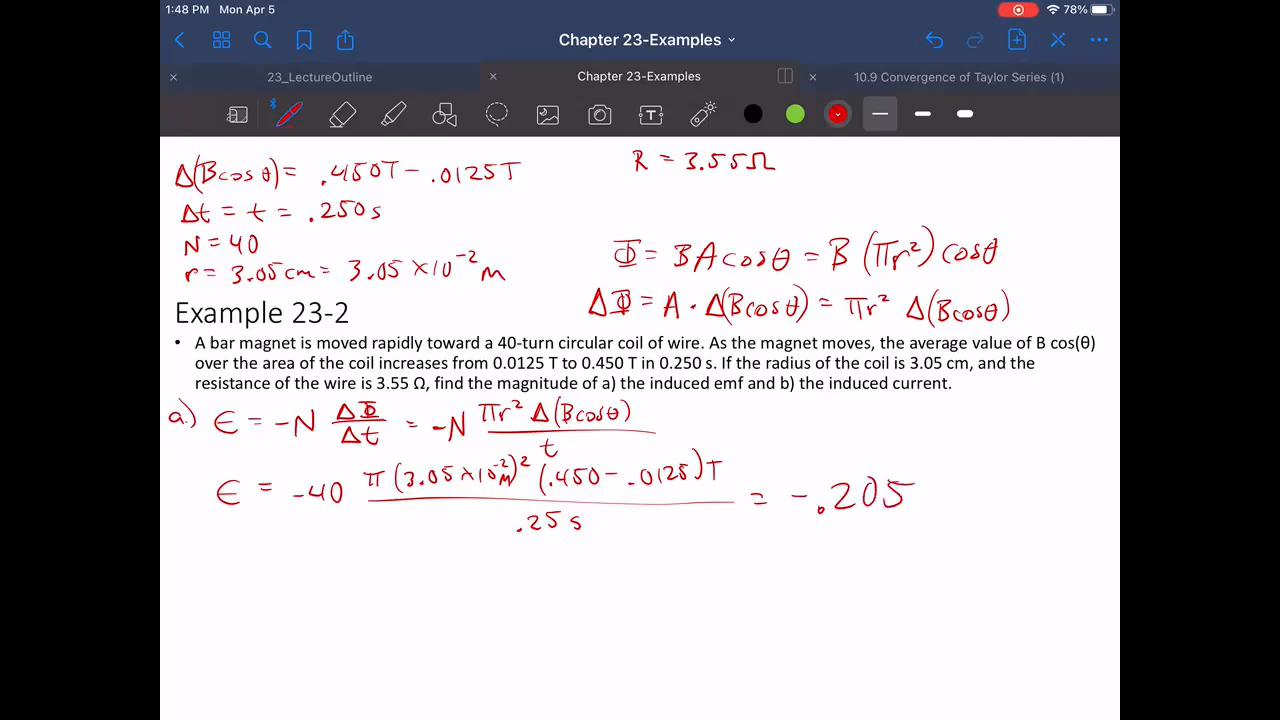 1:48 PM Mon Apr 5
78%
Chapter 23-Examples
23_LectureOutline
Chapter 23-Examples
10.9 Convergence of Taylor Series (1)
Δ(Bcosθ) = .450T - .0125T
R = 3.55Ω
Δt = t = .250s
N = 40
r = 3.05cm = 3.05 × 10⁻² m
Φ = BAcosθ = B (πr²) cosθ
ΔΦ = A · Δ(Bcosθ) = πr² Δ(Bcosθ)
Example 23-2
• A bar magnet is moved rapidly toward a 40-turn circular coil of wire. As the magnet moves, the average value of B cos(θ)
over the area of the coil increases from 0.0125 T to 0.450 T in 0.250 s. If the radius of the coil is 3.05 cm, and the
resistance of the wire is 3.55 Ω, find the magnitude of a) the induced emf and b) the induced current.
a.) ε = -N ΔΦ/Δt = -N πr² Δ(Bcosθ)/t
ε = -40 π(3.05×10⁻²m)² (.450 - .0125)T / .25s = -.205